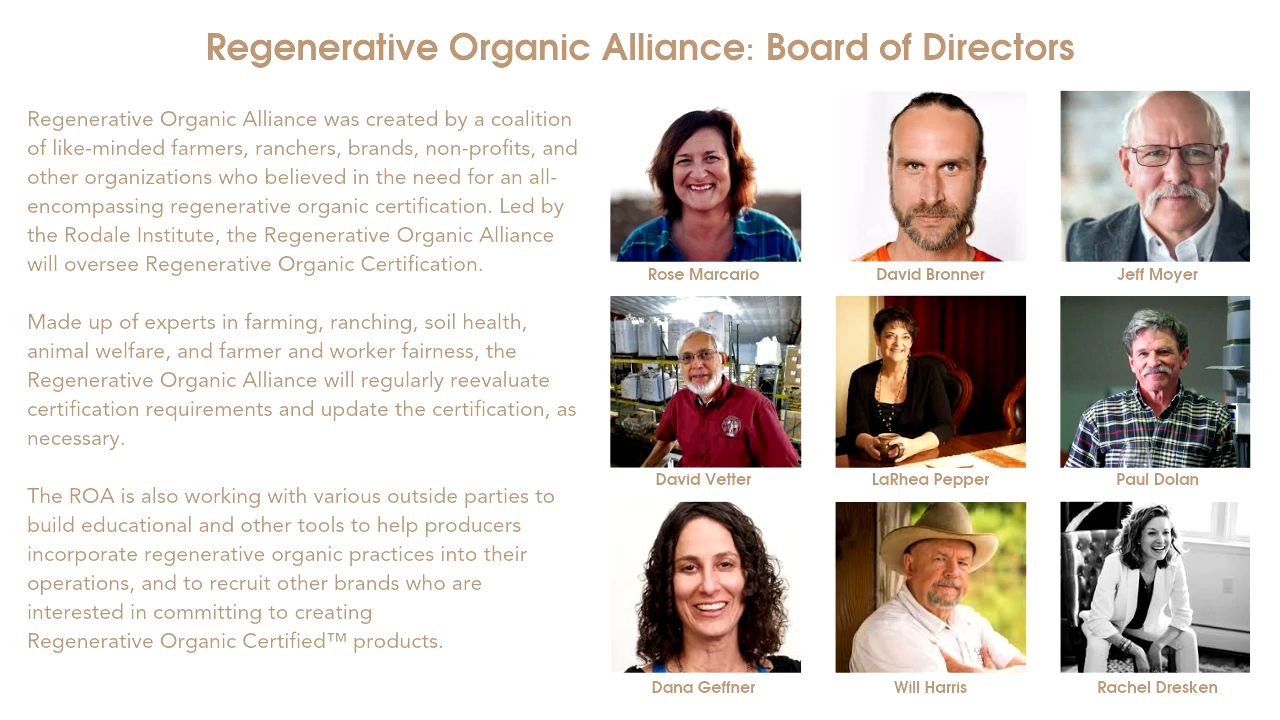 Regenerative Organic Alliance: Board of Directors
Regenerative Organic Alliance was created by a coalition
of like-minded farmers, ranchers, brands, non-profits, and
other organizations who believed in the need for an all-
encompassing regenerative organic certification. Led by
the Rodale Institute, the Regenerative Organic Alliance
will oversee Regenerative Organic Certification.
Made up of experts in farming, ranching, soil health,
animal welfare, and farmer and worker fairness, the
Regenerative Organic Alliance will regularly reevaluate
certification requirements and update the certification, as
necessary.
The ROA is also working with various outside parties to
build educational and other tools to help producers
incorporate regenerative organic practices into their
operations, and to recruit other brands who are
interested in committing to creating
Regenerative Organic Certified™ products.
Rose Marcario
David Bronner
Jeff Moyer
David Vetter
LaRhea Pepper
Paul Dolan
Dana Geffner
Will Harris
Rachel Dresken